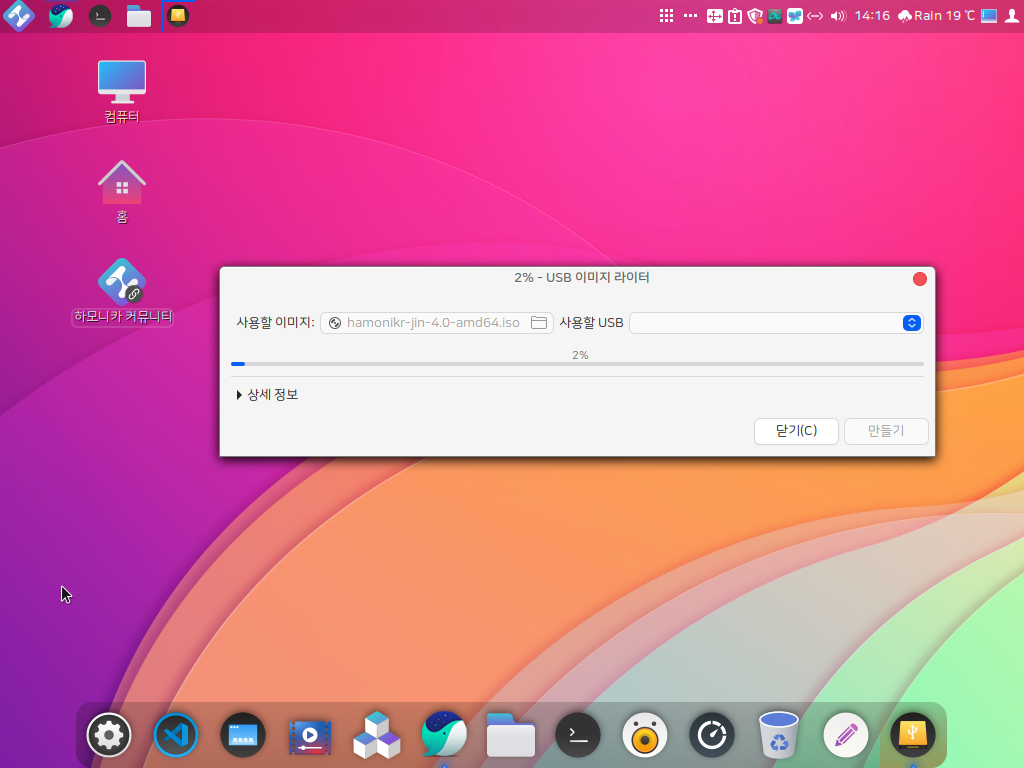 14:16
Rain 19 ℃
컴퓨터
홈
하모니카 커뮤니티
2% - USB 이미지 라이터
사용할 이미지: hamonikr-jin-4.0-amd64.iso 사용할 USB
2%
상세 정보
닫기(C) 만들기